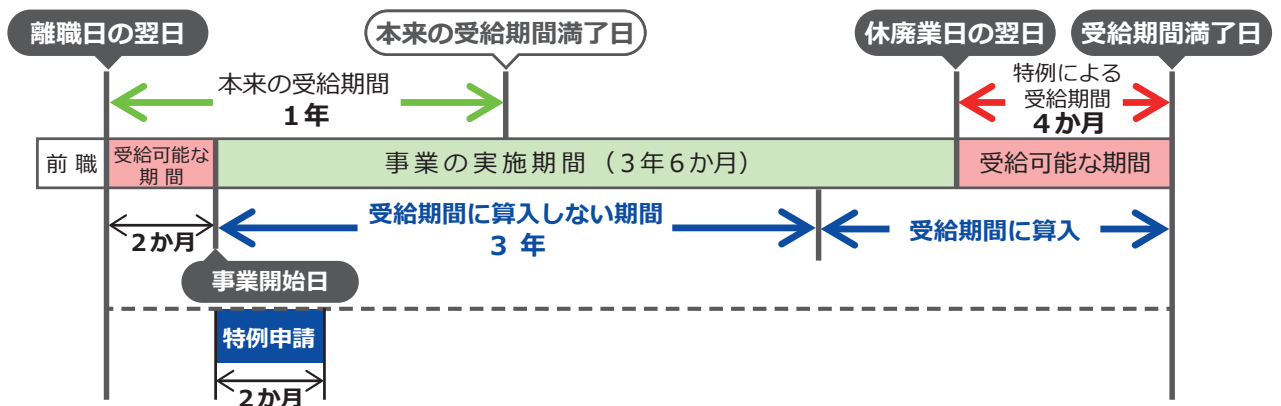 離職日の翌日
本来の受給期間満了日
休廃業日の翌日
受給期間満了日
本来の受給期間
1年
特例による
受給期間
4か月
前職
受給可能な
期間
事業の実施期間（3年6か月）
受給可能な期間
2か月
受給期間に算入しない期間
3 年
受給期間に算入
事業開始日
特例申請
2か月